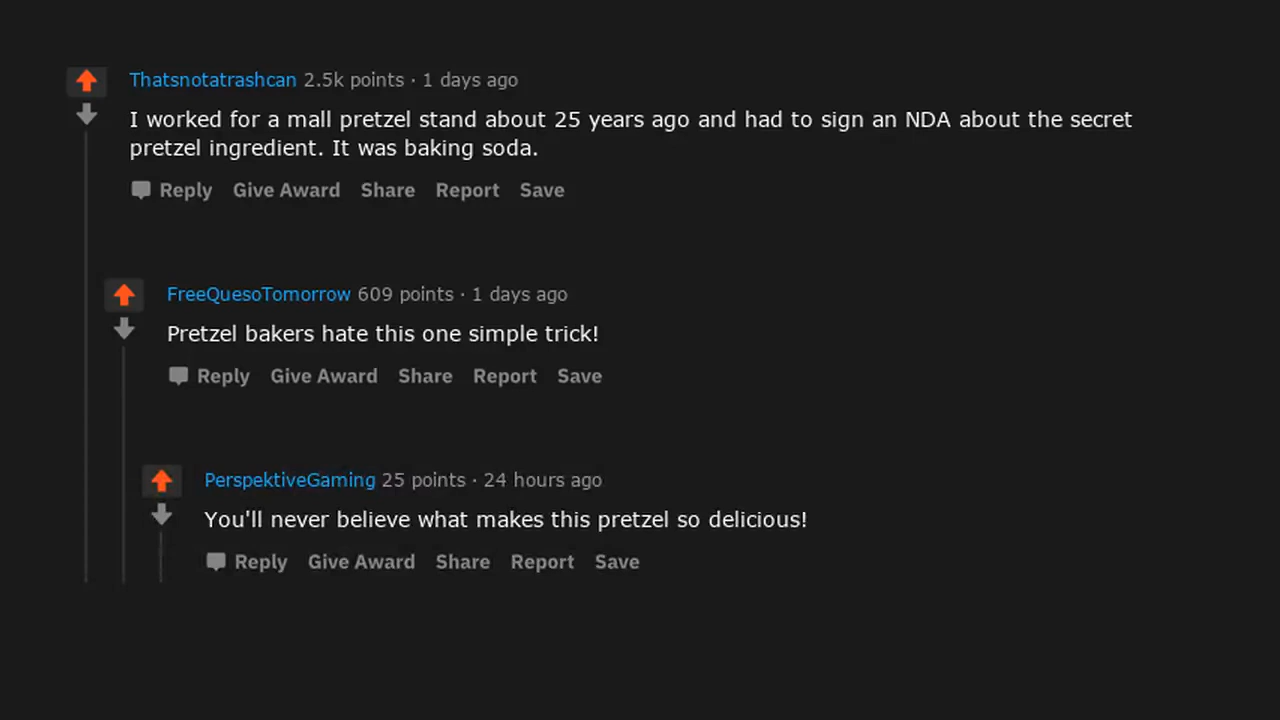 Thatsnotatrashcan 2.5k points · 1 days ago
I worked for a mall pretzel stand about 25 years ago and had to sign an NDA about the secret
pretzel ingredient. It was baking soda.
Reply Give Award Share Report Save
FreeQuesoTomorrow 609 points · 1 days ago
Pretzel bakers hate this one simple trick!
Reply Give Award Share Report Save
PerspektiveGaming 25 points · 24 hours ago
You'll never believe what makes this pretzel so delicious!
Reply Give Award Share Report Save